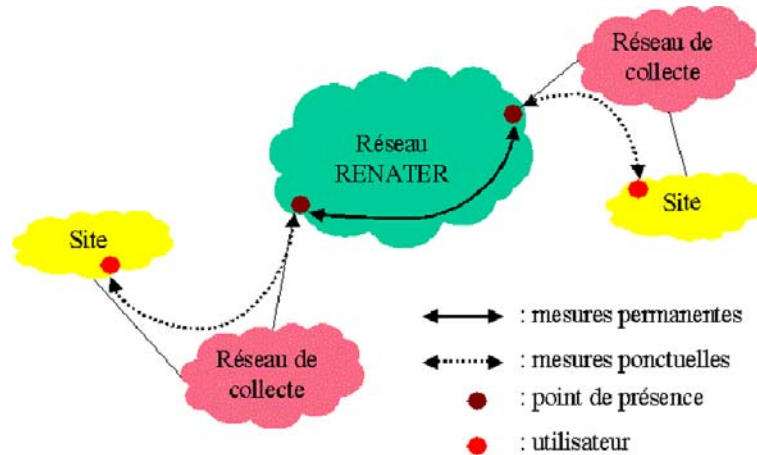 Réseau de
collecte
Réseau
RENATER
Site
Site
Réseau de
collecte
: mesures permanentes
: mesures ponctuelles
: point de présence
: utilisateur